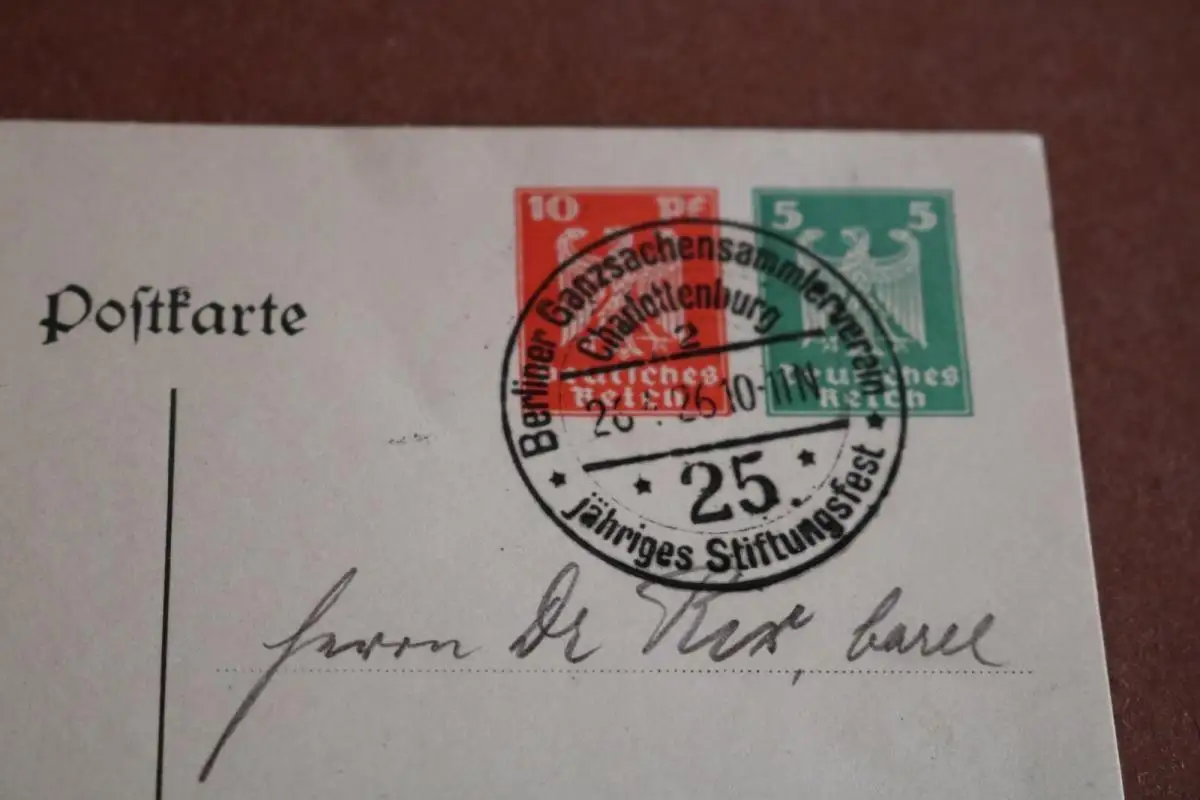 10 Pf
Deutsches
Reich
5 5
Deutsches
Reich
Berliner Ganzsachensammlerverein
Charlottenburg
2
26 10-11N
25.
jähriges Stiftungsfest
Poſtkarte
Herrn Dr